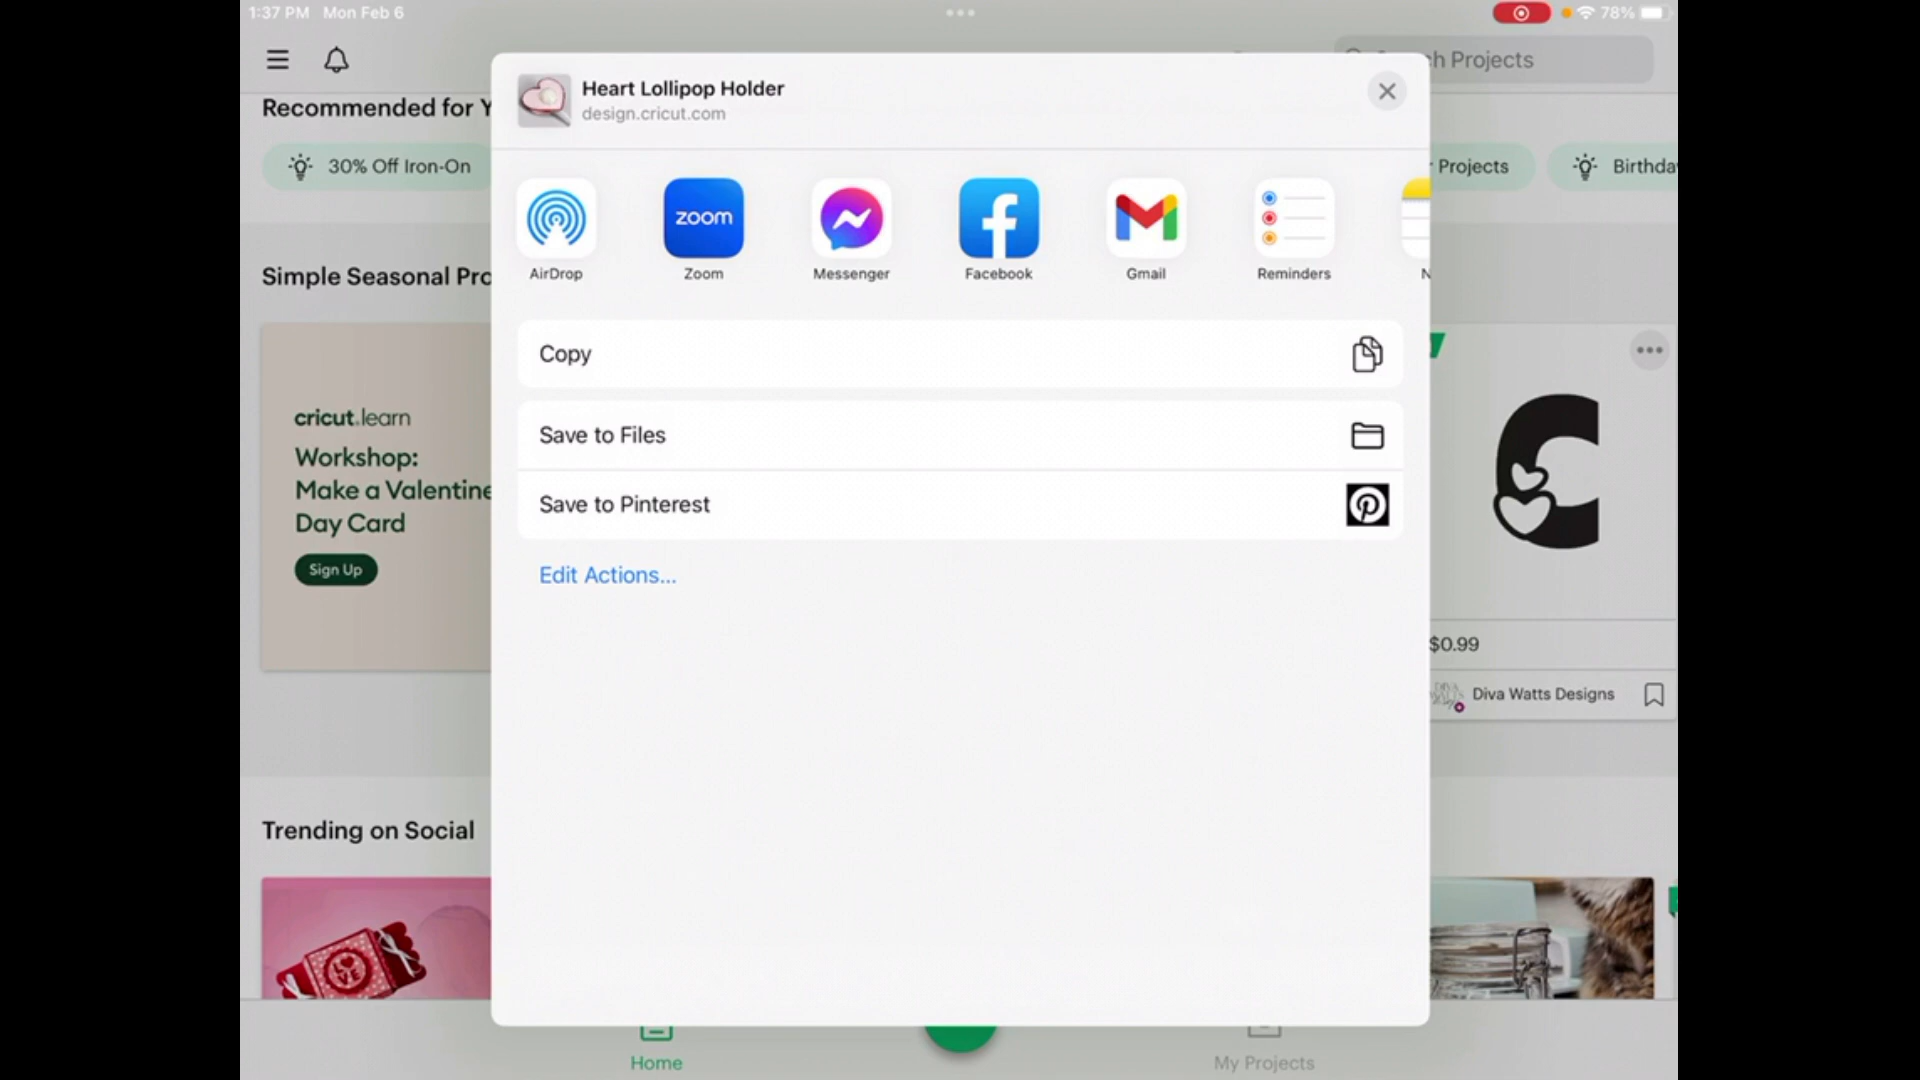 1:37 PM Mon Feb 6
78%
Search Projects
Recommended for Y
30% Off Iron-On
Projects
Birthda
Heart Lollipop Holder
design.cricut.com
zoom
AirDrop
Zoom
Messenger
Facebook
Gmail
Reminders
N
Copy
Save to Files
Save to Pinterest
Edit Actions...
Simple Seasonal Pro
cricut.learn
Workshop:
Make a Valentine
Day Card
Sign Up
C
$0.99
Diva Watts Designs
Trending on Social
LOVE
Home
My Projects